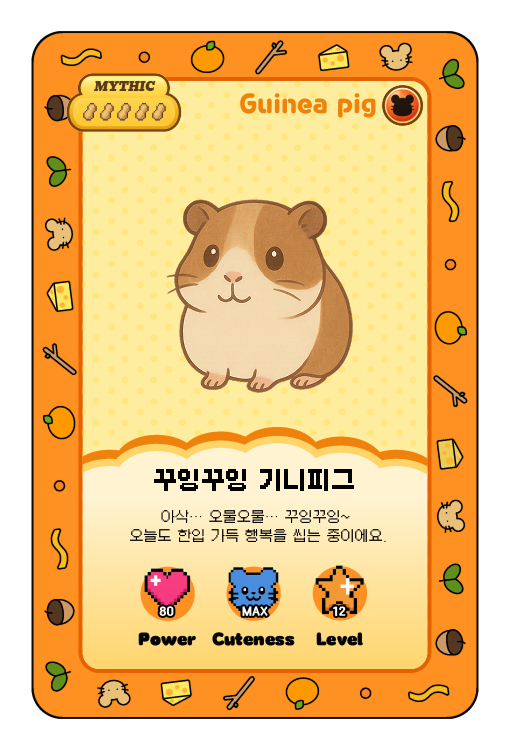 MYTHIC
Guinea pig
꾸잉꾸잉 기니피그
아삭… 오물오물… 꾸잉꾸잉~
오늘도 한입 가득 행복을 씹는 중이에요.
80 MAX 12
Power Cuteness Level